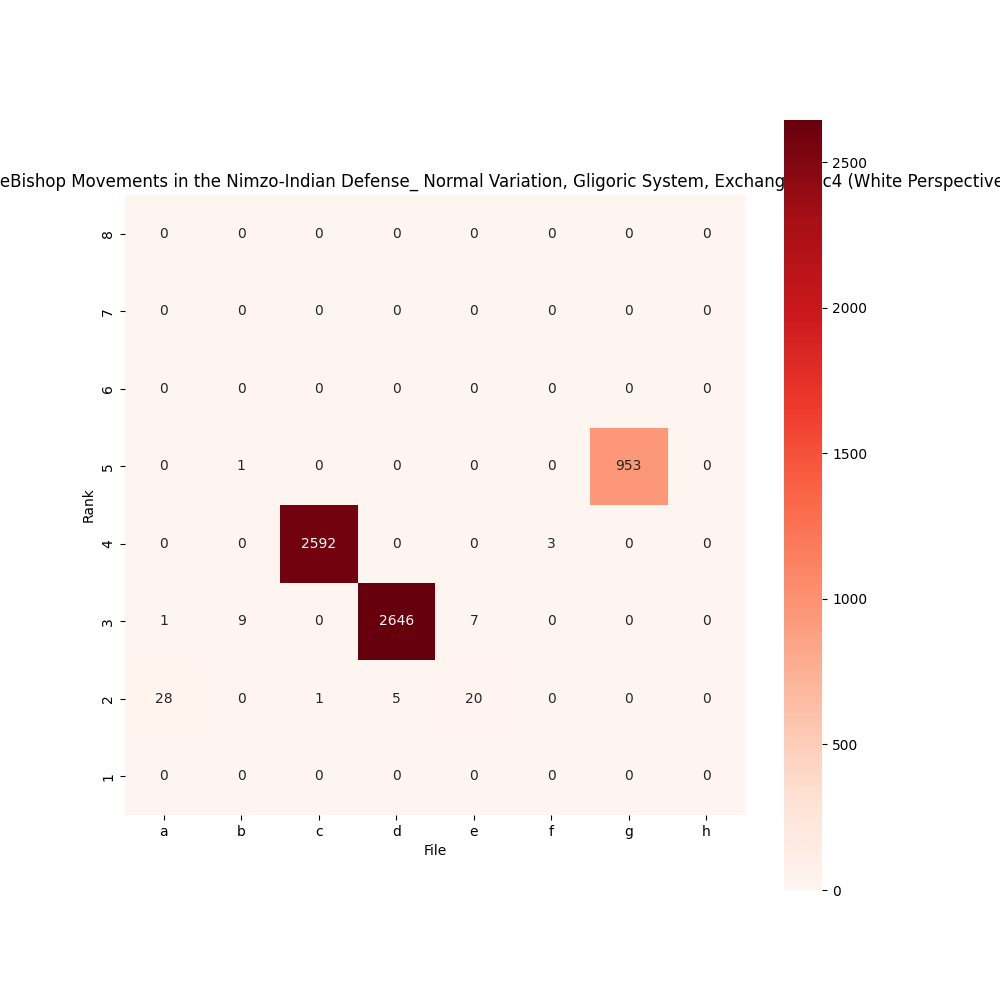 eBishop Movements in the Nimzo-Indian Defense_ Normal Variation, Gligoric System, Exchang c4 (White Perspective
8 0 0 0 0 0 0 0 0
7 0 0 0 0 0 0 0 0
6 0 0 0 0 0 0 0 0
5 0 1 0 0 0 0 953 0
4 0 0 2592 0 0 3 0 0
3 1 9 0 2646 7 0 0 0
2 28 0 1 5 20 0 0 0
1 0 0 0 0 0 0 0 0
a b c d e f g h
File
Rank
2500
2000
1500
1000
500
0